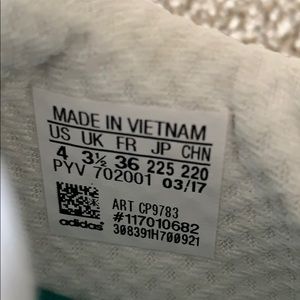 MADE IN VIETNAM
US UK FR JP CHN
4 3½ 36 225 220
PYV 702001 03/17
ART CP9783
#117010682
adidas 308391H700921